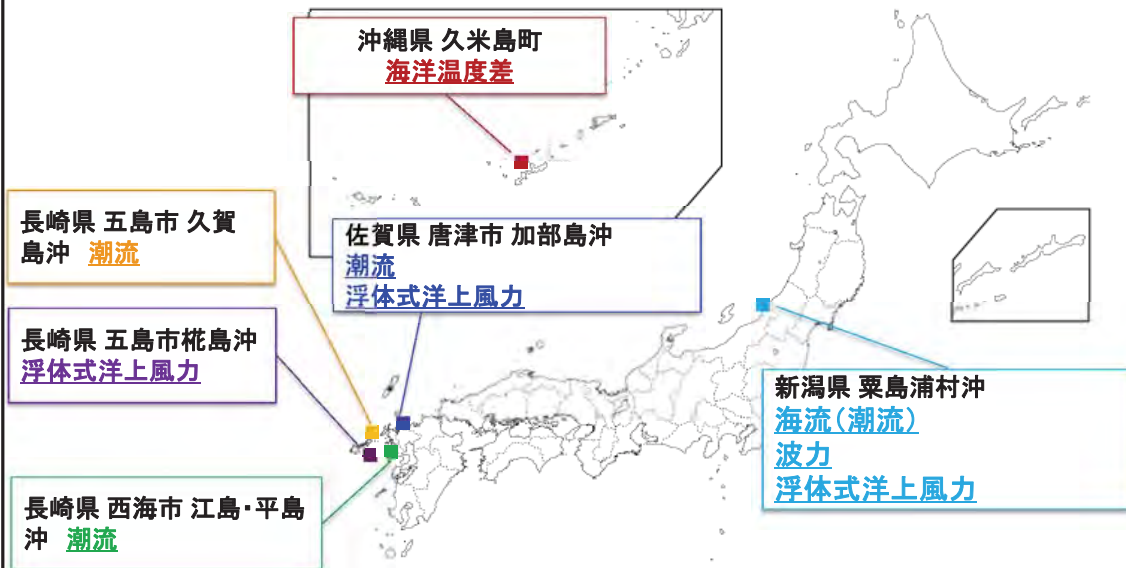 沖縄県 久米島町
海洋温度差
長崎県 五島市 久賀
島沖 潮流
佐賀県 唐津市 加部島沖
潮流
浮体式洋上風力
長崎県 五島市椛島沖
浮体式洋上風力
新潟県 粟島浦村沖
海流(潮流)
波力
浮体式洋上風力
長崎県 西海市 江島・平島
沖 潮流